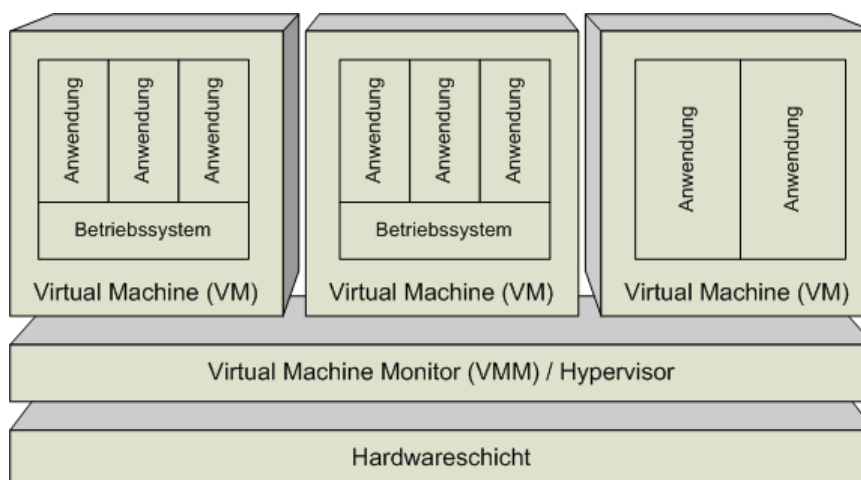 Anwendung
Anwendung
Anwendung
Betriebssystem
Virtual Machine (VM)
Anwendung
Anwendung
Anwendung
Betriebssystem
Virtual Machine (VM)
Anwendung
Anwendung
Virtual Machine (VM)
Virtual Machine Monitor (VMM) / Hypervisor
Hardwareschicht